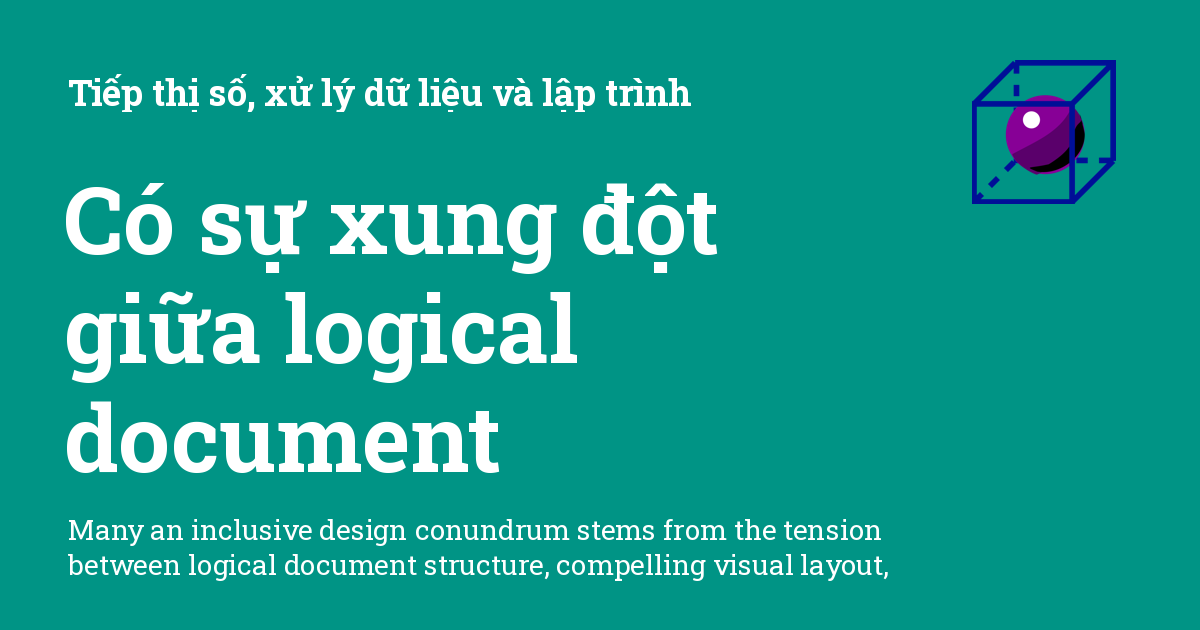 Tiếp thị số, xử lý dữ liệu và lập trình
Có sự xung đột
giữa logical
document
Many an inclusive design conundrum stems from the tension
between logical document structure, compelling visual layout,